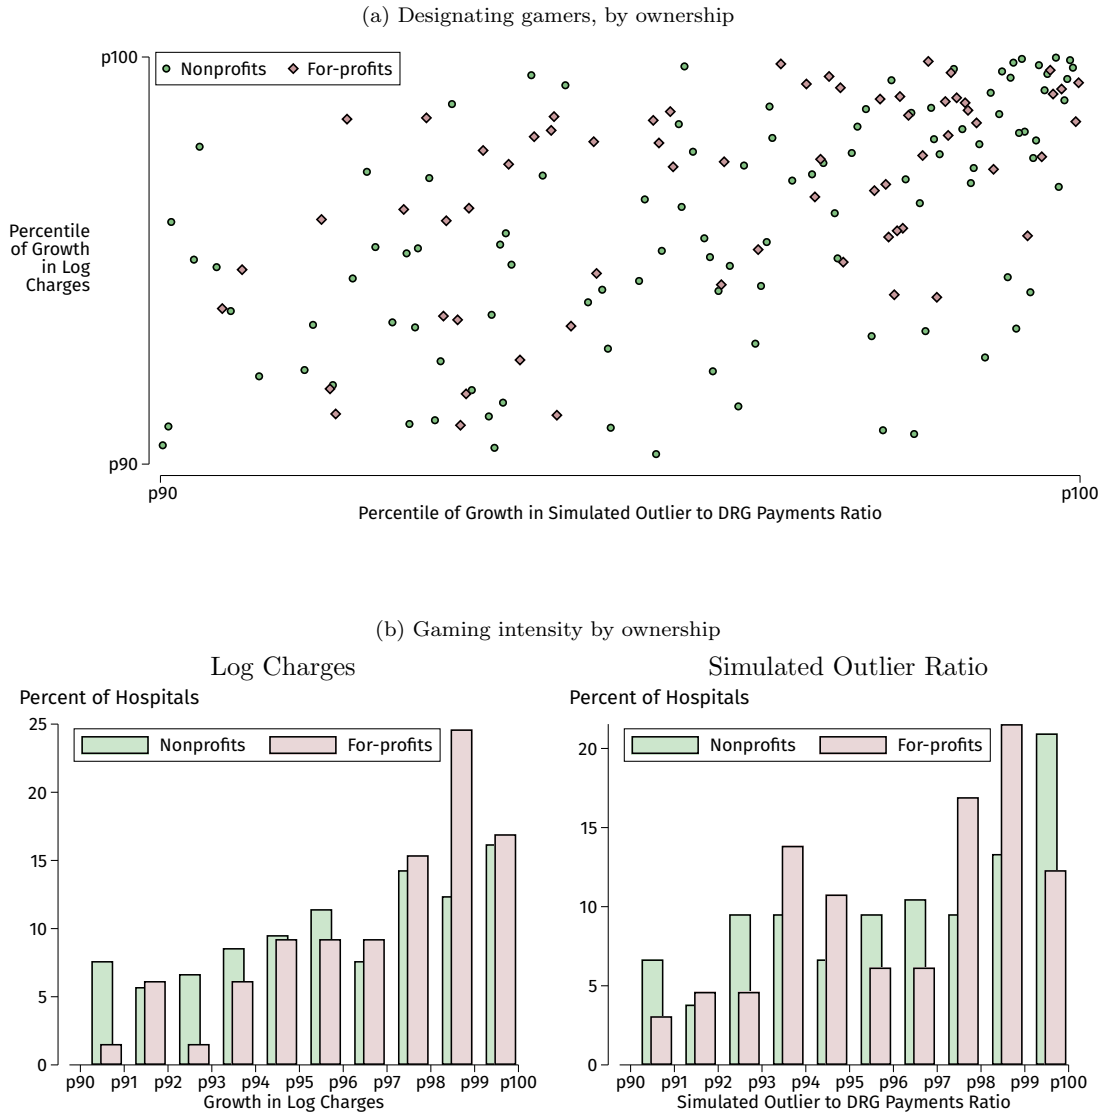 (a) Designating gamers, by ownership
p100
Nonprofits For-profits
Percentile
of Growth
in Log
Charges
p90
p90 p100
Percentile of Growth in Simulated Outlier to DRG Payments Ratio
(b) Gaming intensity by ownership
Log Charges
Percent of Hospitals
25
Nonprofits For-profits
20
15
10
5
0
p90 p91 p92 p93 p94 p95 p96 p97 p98 p99 p100
Growth in Log Charges
Simulated Outlier Ratio
Percent of Hospitals
Nonprofits For-profits
20
15
10
5
0
p90 p91 p92 p93 p94 p95 p96 p97 p98 p99 p100
Simulated Outlier to DRG Payments Ratio